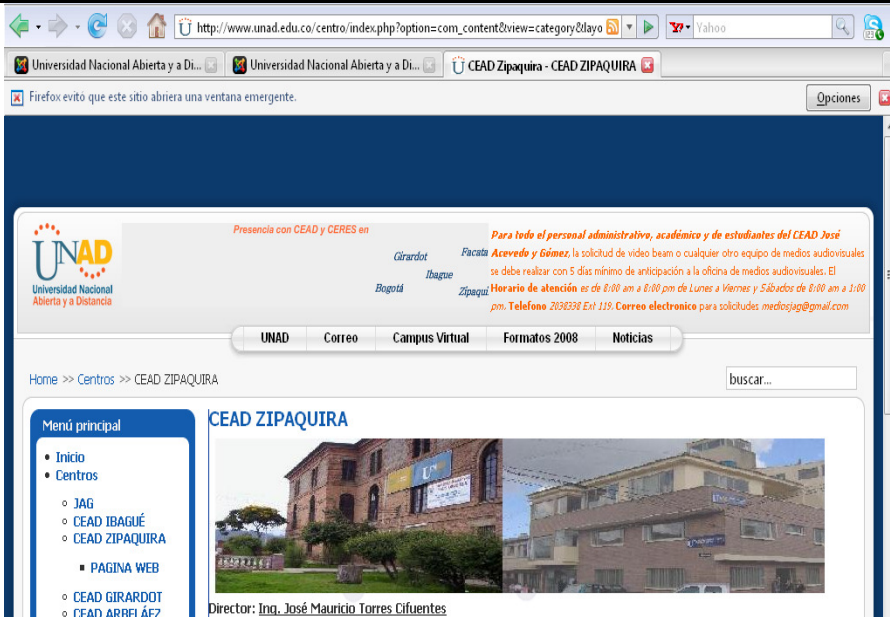 http://www.unad.edu.co/centro/index.php?option=com_content&view=category&layo
Yahoo
Universidad Nacional Abierta y a Di...
Universidad Nacional Abierta y a Di...
CEAD Zipaquira - CEAD ZIPAQUIRA
Firefox evitó que este sitio abriera una ventana emergente.
Opciones
UNAD
Universidad Nacional
Abierta y a Distancia
Presencia con CEAD y CERES en
Girardot
Facata
Ibague
Bogotá
Zipaqui
Para todo el personal administrativo, académico y de estudiantes del CEAD José
Acevedo y Gómez, la solicitud de video beam o cualquier otro equipo de medios audiovisuales
se debe realizar con 5 días mínimo de anticipación a la oficina de medios audiovisuales. El
Horario de atención es de 8:00 am a 8:00 pm de Lunes a Viernes y Sábados de 8:00 am a 1:00
pm. Telefono 2038338 Ext 119. Correo electronico para solicitudes mediosjag@gmail.com
UNAD Correo Campus Virtual Formatos 2008 Noticias
Home >> Centros >> CEAD ZIPAQUIRA
buscar...
Menú principal
Inicio
Centros
JAG
CEAD IBAGUÉ
CEAD ZIPAQUIRA
PAGINA WEB
CEAD GIRARDOT
CEAD ARBELÁEZ
CEAD ZIPAQUIRA
Director: Ing. José Mauricio Torres Cifuentes